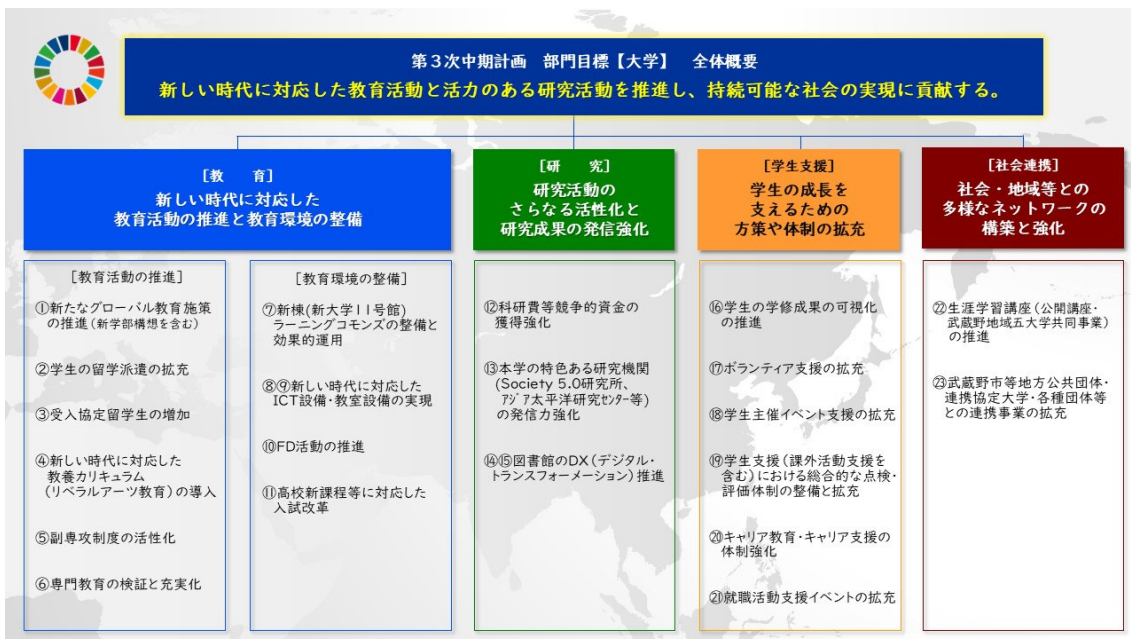 第3次中期計画　部門目標【大学】　全体概要
新しい時代に対応した教育活動と活力のある研究活動を推進し、持続可能な社会の実現に貢献する。
[教　育]
新しい時代に対応した
教育活動の推進と教育環境の整備
[教育活動の推進]
①新たなグローバル教育施策
の推進(新学部構想を含む)
②学生の留学派遣の拡充
③受入協定留学生の増加
④新しい時代に対応した
教養カリキュラム
(リベラルアーツ教育)の導入
⑤副専攻制度の活性化
⑥専門教育の検証と充実化
[教育環境の整備]
⑦新棟(新大学11号館)
ラーニングコモンズの整備と
効果的運用
⑧⑨新しい時代に対応した
ICT設備・教室設備の実現
⑩FD活動の推進
⑪高校新課程等に対応した
入試改革
[研　究]
研究活動の
さらなる活性化と
研究成果の発信強化
⑫科研費等競争的資金の
獲得強化
⑬本学の特色ある研究機関
(Society 5.0研究所、
アジア太平洋研究センター等)
の発信力強化
⑭⑮図書館のDX(デジタル・
トランスフォーメーション)推進
[学生支援]
学生の成長を
支えるための
方策や体制の拡充
⑯学生の学修成果の可視化
の推進
⑰ボランティア支援の拡充
⑱学生主催イベント支援の拡充
⑲学生支援(課外活動支援を
含む)における総合的な点検・
評価体制の整備と拡充
⑳キャリア教育・キャリア支援の
体制強化
㉑就職活動支援イベントの拡充
[社会連携]
社会・地域等との
多様なネットワークの
構築と強化
㉒生涯学習講座(公開講座・
武蔵野地域五大学共同事業)
の推進
㉓武蔵野市等地方公共団体・
連携協定大学・各種団体等
との連携事業の拡充